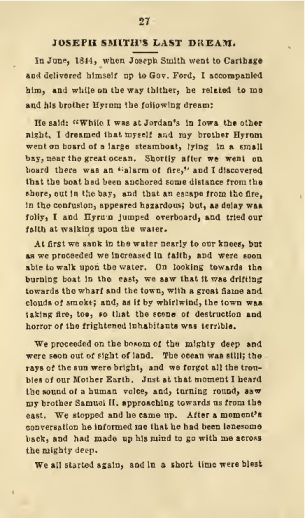 27
JOSEPH SMITH'S LAST DREAM.
In June, 1844, when Joseph Smith went to Carthage
and delivered himself up to Gov. Ford, I accompanied
him, and while on the way thither, he related to me
and his brother Hyrum the following dream:
He said: "While I was at Jordan's in Iowa the other
night, I dreamed that myself and my brother Hyrum
went on board of a large steamboat, lying in a small
bay, near the great ocean. Shortly after we went on
board there was an "alarm of fire," and I discovered
that the boat had been anchored some distance from the
shore, out in the bay, and that an escape from the fire,
in the confusion, appeared hazardous; but, as delay was
folly, I and Hyrum jumped overboard, and tried our
faith at walking upon the water.
At first we sank in the water nearly to our knees, but
as we proceeded we increased in faith, and were soon
able to walk upon the water. On looking towards the
burning boat in the east, we saw that it was drifting
towards the wharf and the town, with a great flame and
clouds of smoke; and, as if by whirlwind, the town was
taking fire, too, so that the scene of destruction and
horror of the frightened inhabitants was terrible.
We proceeded on the bosom of the mighty deep and
were soon out of sight of land. The ocean was still; the
rays of the sun were bright, and we forgot all the trou-
bles of our Mother Earth. Just at that moment I heard
the sound of a human voice, and, turning round, saw
my brother Samuel H. approaching towards us from the
east. We stopped and he came up. After a moment's
conversation he informed me that he had been lonesome
back, and had made up his mind to go with me across
the mighty deep.
We all started again, and in a short time were blest